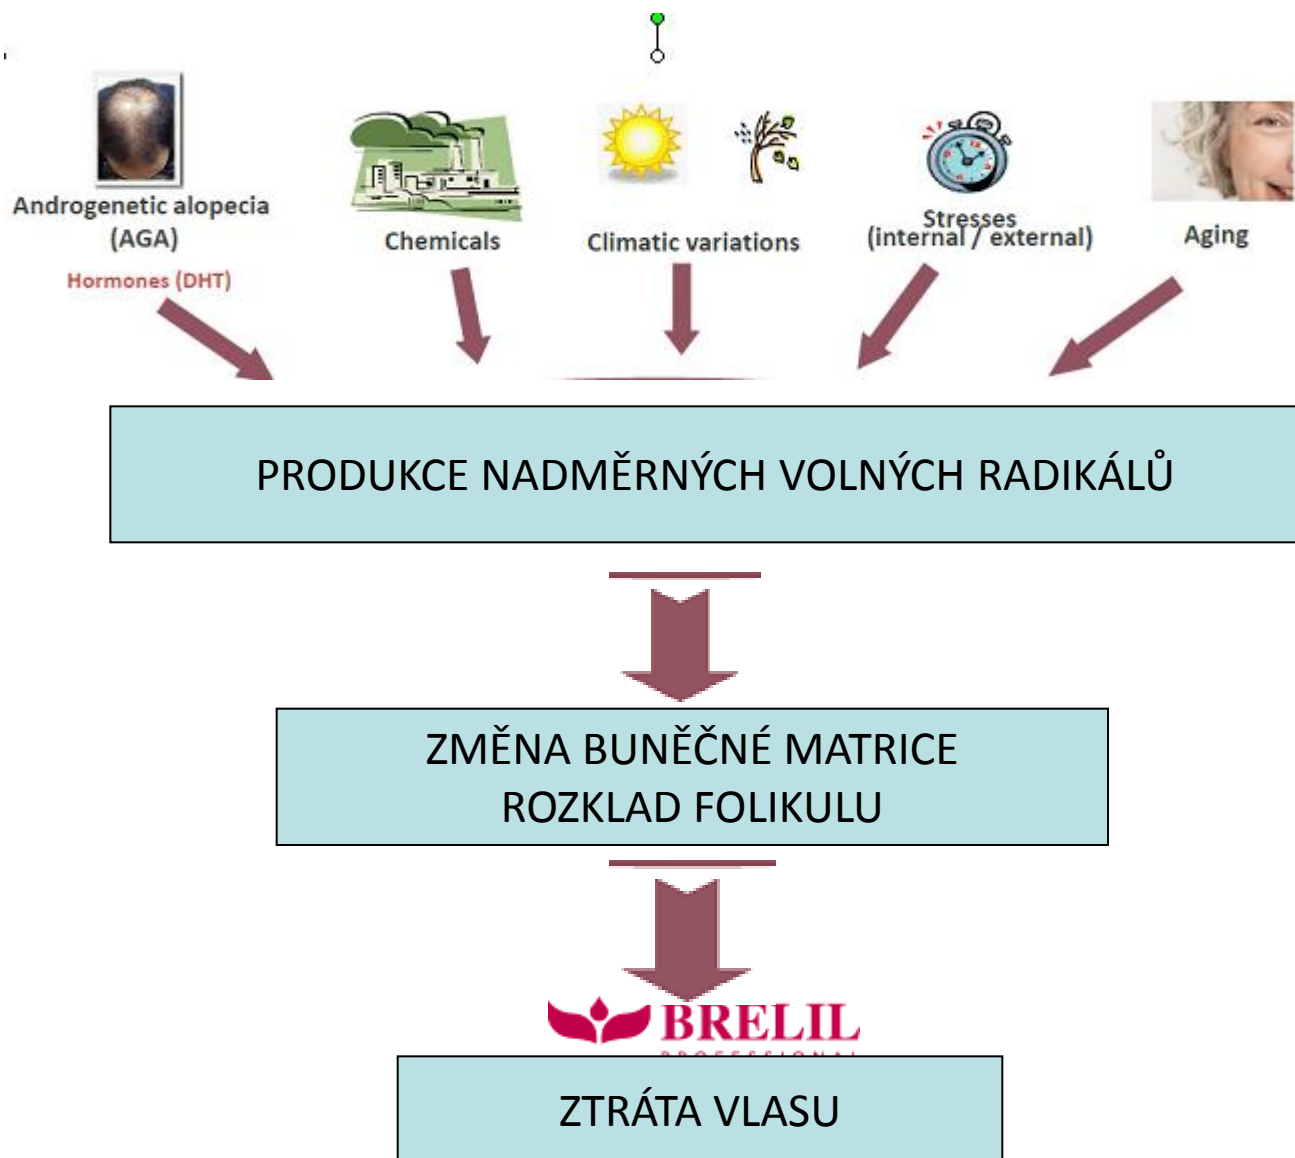 Androgenetic alopecia
(AGA)
Hormones (DHT)
Chemicals
Climatic variations
Stresses
(internal / external)
Aging
PRODUKCE NADMĚRNÝCH VOLNÝCH RADIKÁLŮ
ZMĚNA BUNĚČNÉ MATRICE
ROZKLAD FOLIKULU
BRELIL
PROFESSIONAL
ZTRÁTA VLASU